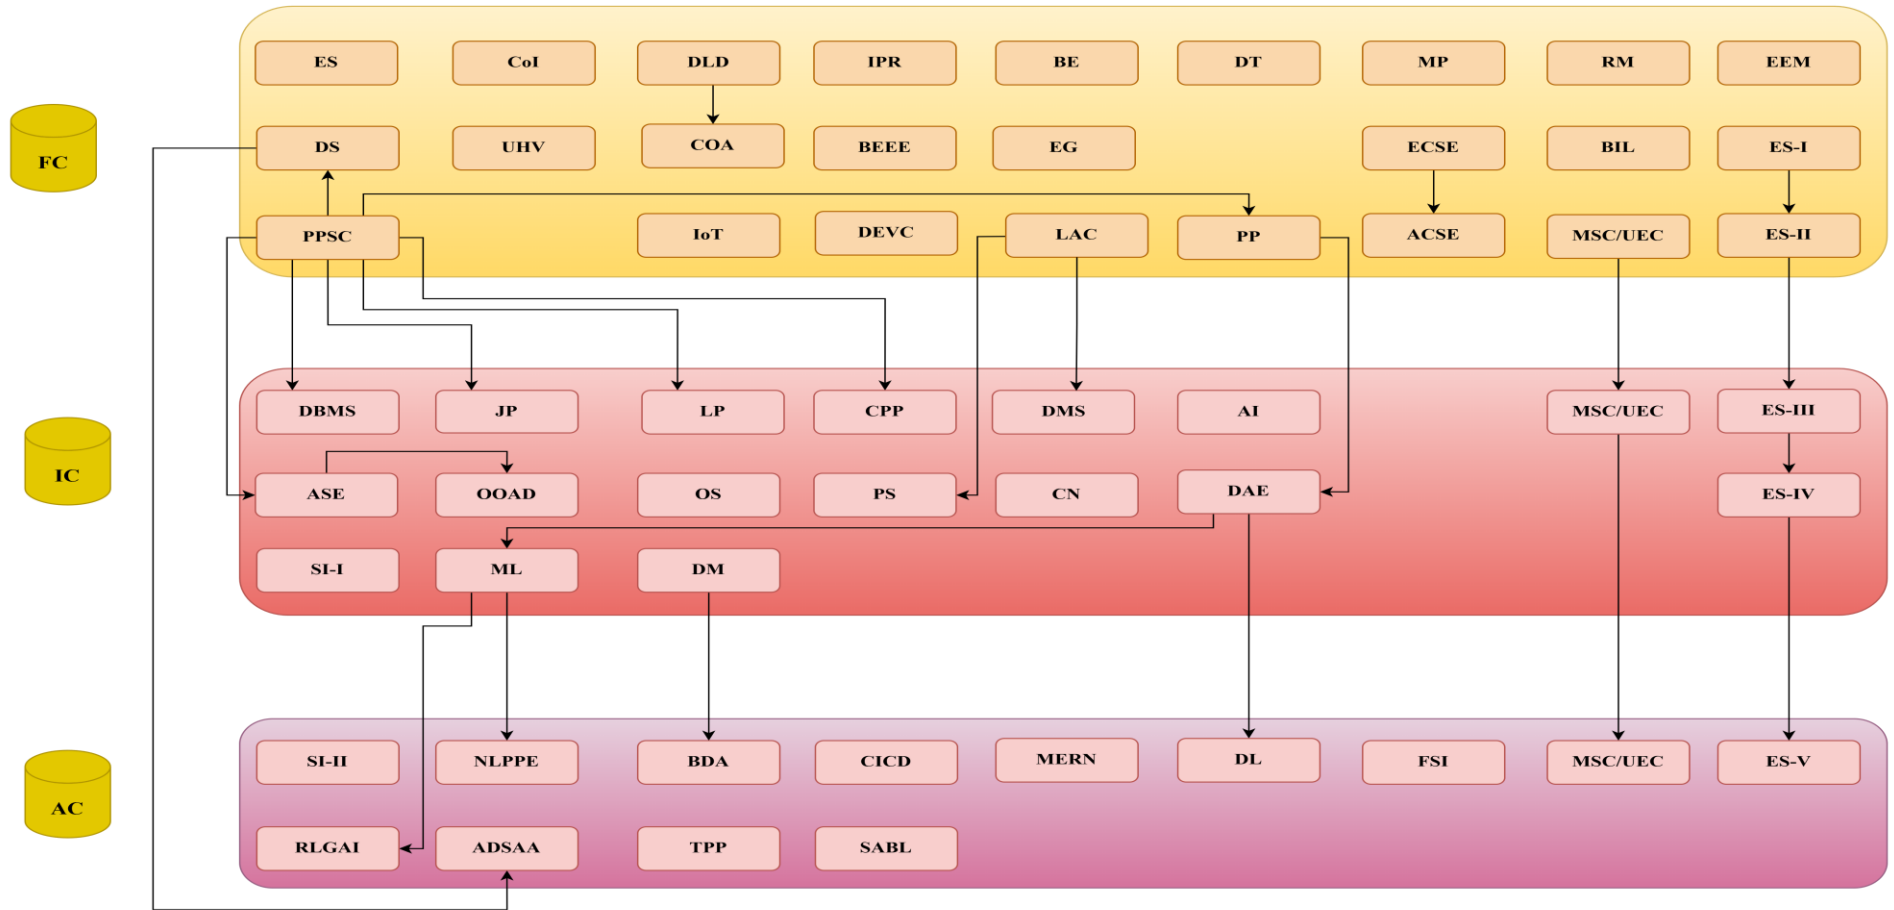 ES CoI DLD IPR BE DT MP RM EEM
FC
DS UHV COA BEEE EG ECSE BIL ES-I
PPSC IoT DEVC LAC PP ACSE MSC/UEC ES-II
IC
DBMS JP LP CPP DMS AI MSC/UEC ES-III
ASE OOAD OS PS CN DAE ES-IV
SI-I ML DM
AC
SI-II NLPPE BDA CICD MERN DL FSI MSC/UEC ES-V
RLGAI ADSAA TPP SABL